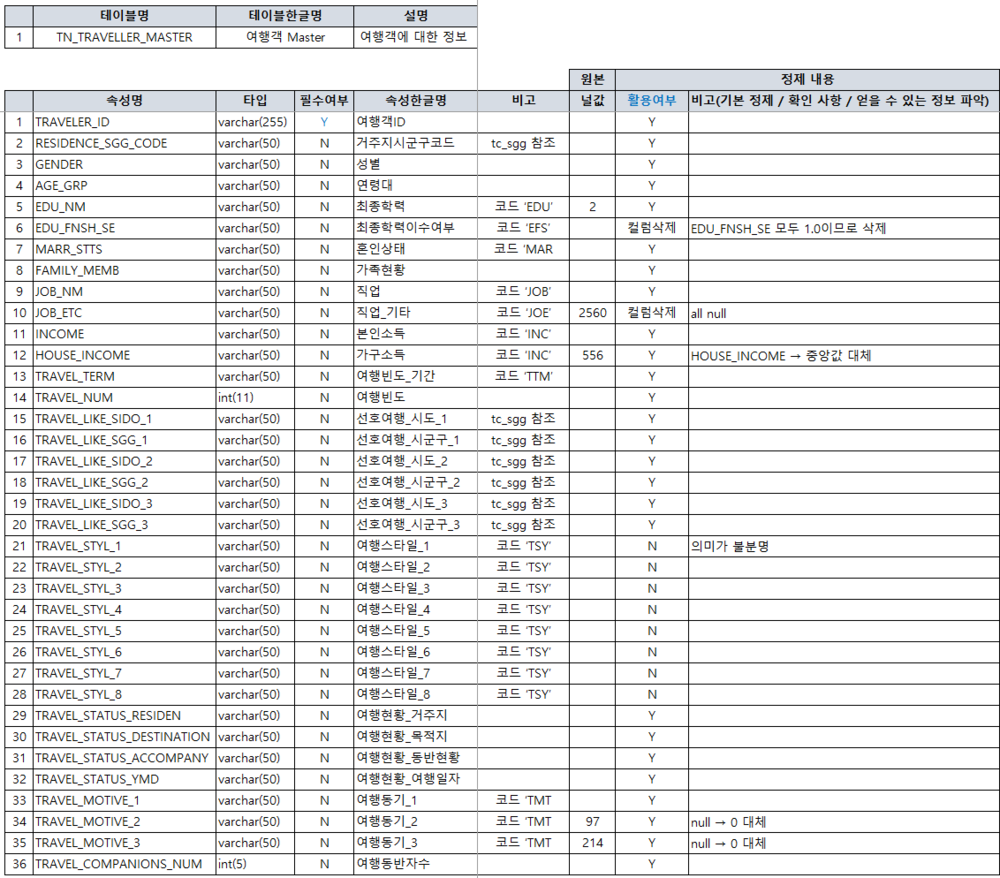 테이블명 테이블한글명 설명
1 TN_TRAVELLER_MASTER 여행객 Master 여행객에 대한 정보
원본 정제 내용
속성명 타입 필수여부 속성한글명 비고 널값 활용여부 비고(기본 정제 / 확인 사항 / 얻을 수 있는 정보 파악)
1 TRAVELER_ID varchar(255) Y 여행객ID Y
2 RESIDENCE_SGG_CODE varchar(50) N 거주지시군구코드 tc_sgg 참조 Y
3 GENDER varchar(50) N 성별 Y
4 AGE_GRP varchar(50) N 연령대 Y
5 EDU_NM varchar(50) N 최종학력 코드 'EDU' 2 Y
6 EDU_FNSH_SE varchar(50) N 최종학력이수여부 코드 'EFS' 컬럼삭제 EDU_FNSH_SE 모두 1.0이므로 삭제
7 MARR_STTS varchar(50) N 혼인상태 코드 'MAR Y
8 FAMILY_MEMB varchar(50) N 가족현황 Y
9 JOB_NM varchar(50) N 직업 코드 'JOB' Y
10 JOB_ETC varchar(50) N 직업_기타 코드 'JOE' 2560 컬럼삭제 all null
11 INCOME varchar(50) N 본인소득 코드 'INC' Y
12 HOUSE_INCOME varchar(50) N 가구소득 코드 'INC' 556 Y HOUSE_INCOME → 중앙값 대체
13 TRAVEL_TERM varchar(50) N 여행빈도_기간 코드 'TTM' Y
14 TRAVEL_NUM int(11) N 여행빈도 Y
15 TRAVEL_LIKE_SIDO_1 varchar(50) N 선호여행_시도_1 tc_sgg 참조 Y
16 TRAVEL_LIKE_SGG_1 varchar(50) N 선호여행_시군구_1 tc_sgg 참조 Y
17 TRAVEL_LIKE_SIDO_2 varchar(50) N 선호여행_시도_2 tc_sgg 참조 Y
18 TRAVEL_LIKE_SGG_2 varchar(50) N 선호여행_시군구_2 tc_sgg 참조 Y
19 TRAVEL_LIKE_SIDO_3 varchar(50) N 선호여행_시도_3 tc_sgg 참조 Y
20 TRAVEL_LIKE_SGG_3 varchar(50) N 선호여행_시군구_3 tc_sgg 참조 Y
21 TRAVEL_STYL_1 varchar(50) N 여행스타일_1 코드 'TSY' N 의미가 불분명
22 TRAVEL_STYL_2 varchar(50) N 여행스타일_2 코드 'TSY' N
23 TRAVEL_STYL_3 varchar(50) N 여행스타일_3 코드 'TSY' N
24 TRAVEL_STYL_4 varchar(50) N 여행스타일_4 코드 'TSY' N
25 TRAVEL_STYL_5 varchar(50) N 여행스타일_5 코드 'TSY' N
26 TRAVEL_STYL_6 varchar(50) N 여행스타일_6 코드 'TSY' N
27 TRAVEL_STYL_7 varchar(50) N 여행스타일_7 코드 'TSY' N
28 TRAVEL_STYL_8 varchar(50) N 여행스타일_8 코드 'TSY' N
29 TRAVEL_STATUS_RESIDEN varchar(50) N 여행현황_거주지 Y
30 TRAVEL_STATUS_DESTINATION varchar(50) N 여행현황_목적지 Y
31 TRAVEL_STATUS_ACCOMPANY varchar(50) N 여행현황_동반현황 Y
32 TRAVEL_STATUS_YMD varchar(50) N 여행현황_여행일자 Y
33 TRAVEL_MOTIVE_1 varchar(50) N 여행동기_1 코드 'TMT Y
34 TRAVEL_MOTIVE_2 varchar(50) N 여행동기_2 코드 'TMT 97 Y null → 0 대체
35 TRAVEL_MOTIVE_3 varchar(50) N 여행동기_3 코드 'TMT 214 Y null → 0 대체
36 TRAVEL_COMPANIONS_NUM int(5) N 여행동반자수 Y